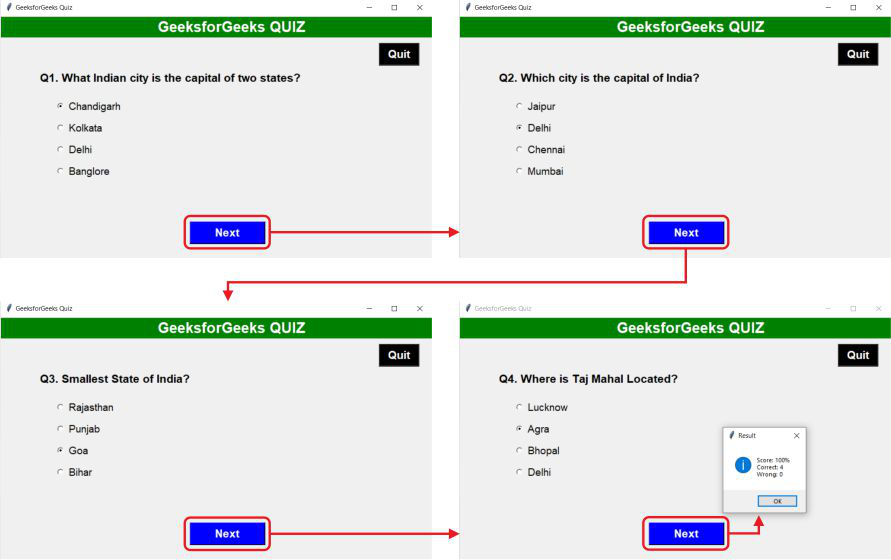 GeeksforGeeks Quiz
GeeksforGeeks QUIZ
Quit
Q1. What Indian city is the capital of two states?
Chandigarh
Kolkata
Delhi
Banglore
Next
GeeksforGeeks Quiz
GeeksforGeeks QUIZ
Quit
Q2. Which city is the capital of India?
Jaipur
Delhi
Chennai
Mumbai
Next
GeeksforGeeks Quiz
GeeksforGeeks QUIZ
Quit
Q3. Smallest State of India?
Rajasthan
Punjab
Goa
Bihar
Next
GeeksforGeeks Quiz
GeeksforGeeks QUIZ
Quit
Q4. Where is Taj Mahal Located?
Lucknow
Agra
Bhopal
Delhi
Next
Result
i
Score: 100%
Correct: 4
Wrong: 0
OK